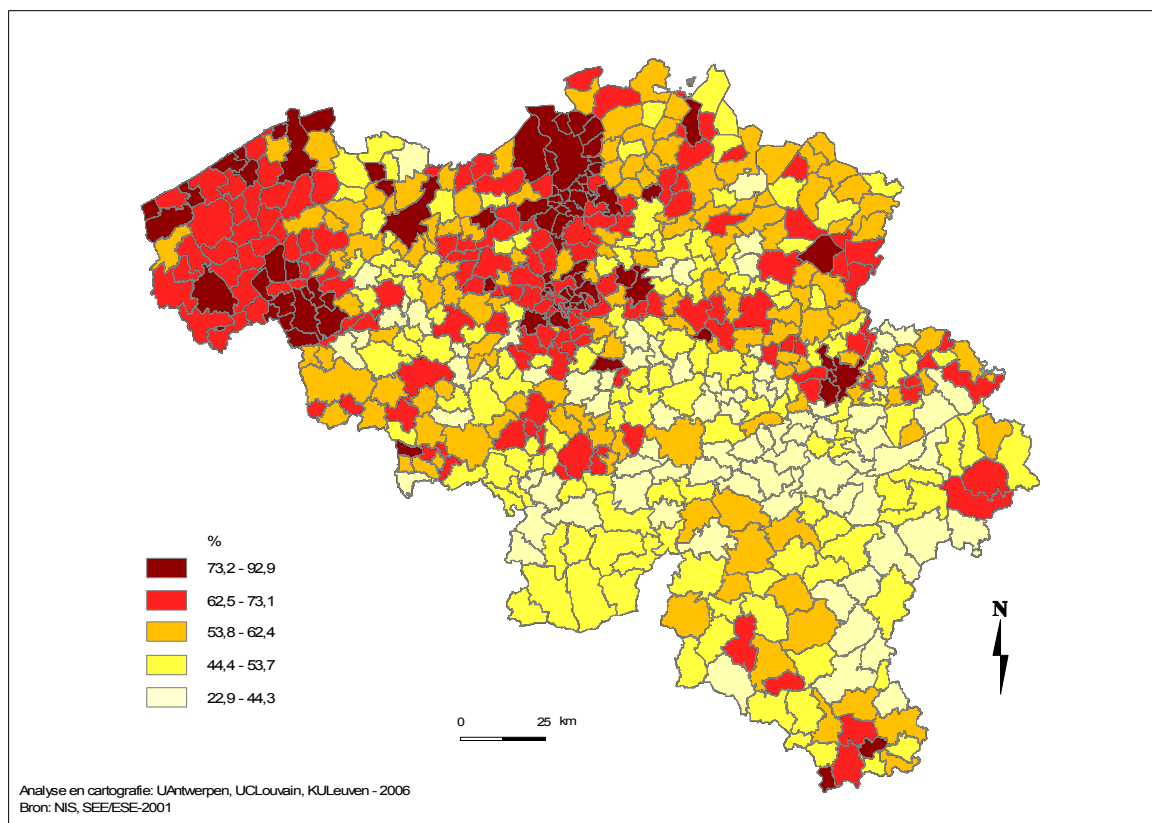 N
%
73,2 - 92,9
62,5 - 73,1
53,8 - 62,4
44,4 - 53,7
22,9 - 44,3
0 25 km
Analyse en cartografie: UAntwerpen, UCLouvain, KULeuven - 2006
Bron: NIS, SEE/ESE-2001